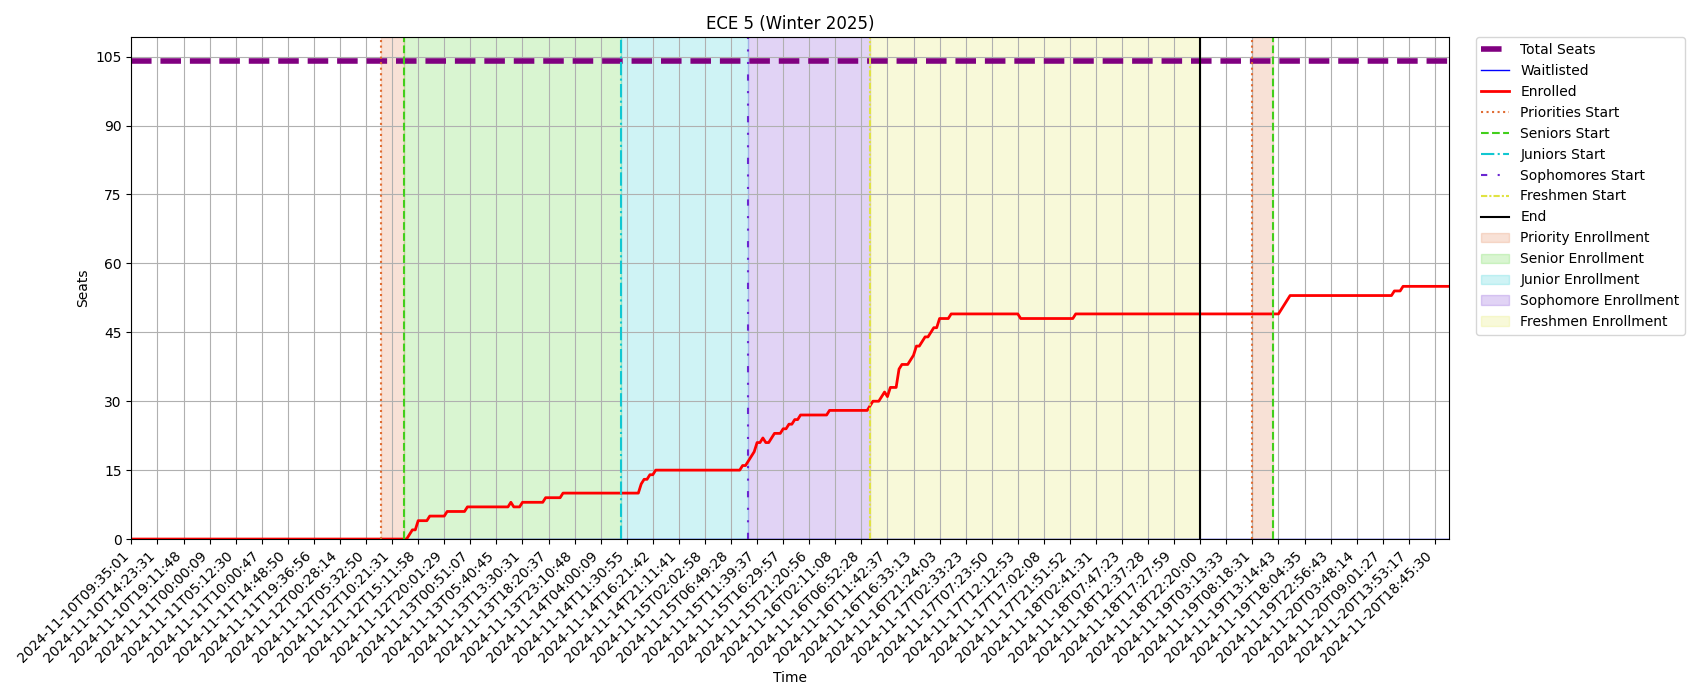 ECE 5 (Winter 2025)
Total Seats
Waitlisted
Enrolled
Priorities Start
Seniors Start
Juniors Start
Sophomores Start
Freshmen Start
End
Priority Enrollment
Senior Enrollment
Junior Enrollment
Sophomore Enrollment
Freshmen Enrollment
Seats
105
90
75
60
45
30
15
0
2024-11-10T09:35:01
2024-11-10T14:23:31
2024-11-10T19:11:48
2024-11-11T00:00:09
2024-11-11T05:12:30
2024-11-11T10:00:47
2024-11-11T14:48:50
2024-11-11T19:36:56
2024-11-12T00:28:14
2024-11-12T05:32:50
2024-11-12T10:21:31
2024-11-12T15:11:58
2024-11-12T20:01:29
2024-11-13T00:51:07
2024-11-13T05:40:45
2024-11-13T13:30:31
2024-11-13T18:20:37
2024-11-13T23:10:48
2024-11-14T04:00:09
2024-11-14T11:30:55
2024-11-14T16:21:42
2024-11-14T21:11:41
2024-11-15T02:02:58
2024-11-15T06:49:28
2024-11-15T11:39:37
2024-11-15T16:29:57
2024-11-15T21:20:56
2024-11-16T02:11:08
2024-11-16T06:52:28
2024-11-16T11:42:37
2024-11-16T16:33:13
2024-11-16T21:24:03
2024-11-17T02:33:23
2024-11-17T07:23:50
2024-11-17T12:12:53
2024-11-17T17:02:08
2024-11-17T21:51:52
2024-11-18T02:41:31
2024-11-18T07:47:23
2024-11-18T12:37:28
2024-11-18T17:27:59
2024-11-18T22:20:00
2024-11-19T03:13:33
2024-11-19T08:18:31
2024-11-19T13:14:43
2024-11-19T18:04:35
2024-11-19T22:56:43
2024-11-20T03:48:14
2024-11-20T09:01:27
2024-11-20T13:53:17
2024-11-20T18:45:30
Time